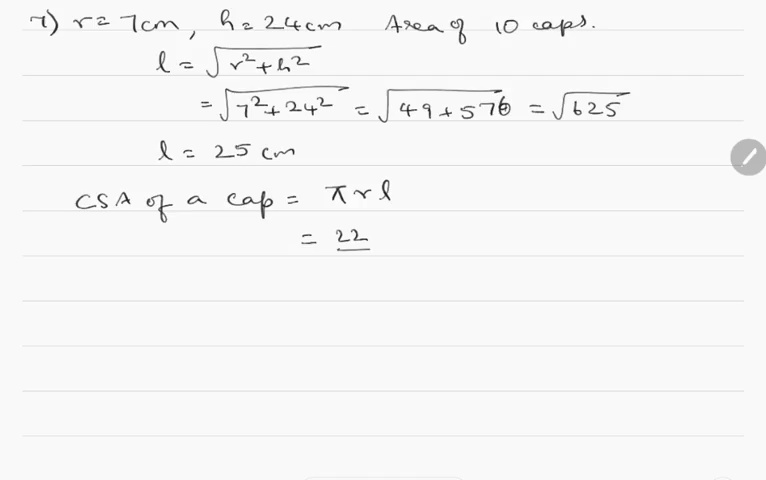 7) r = 7cm, h = 24cm Area of 10 caps.
l = √r²+h²
= √7²+24² = √49+576 = √625
l = 25 cm
CSA of a cap = πrl
= 22